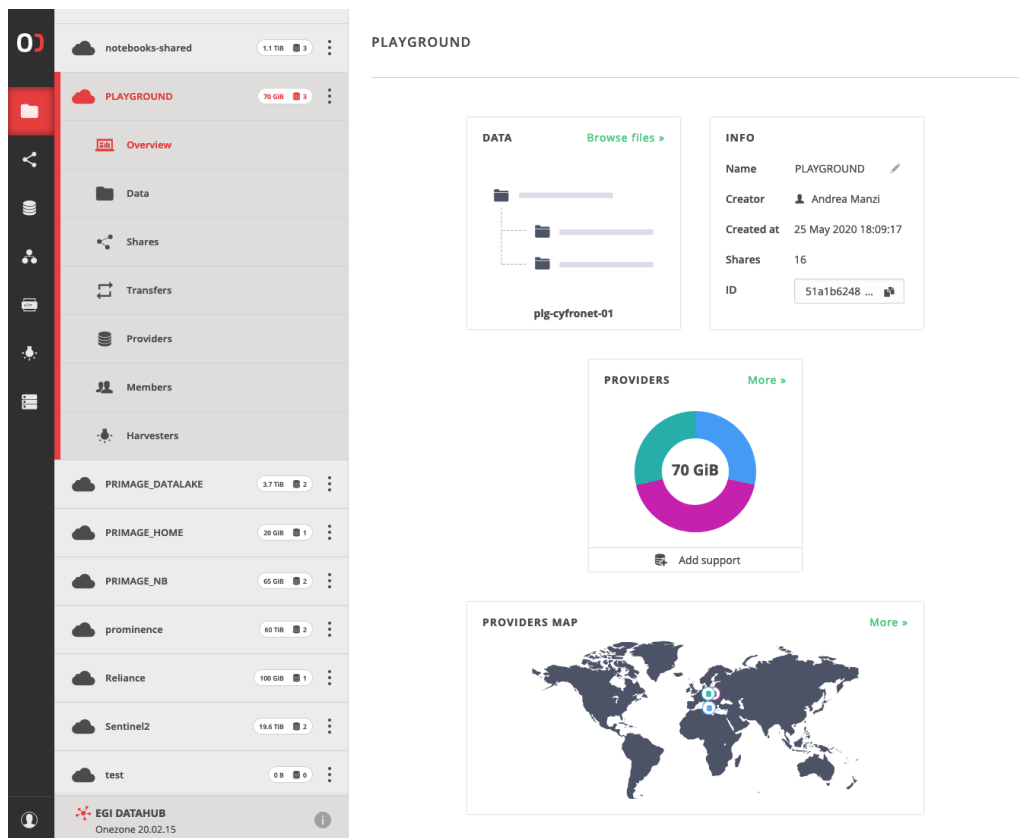 notebooks-shared 1.1 TiB 3
PLAYGROUND 70 GiB 3
Overview
Data
Shares
Transfers
Providers
Members
Harvesters
PRIMAGE_DATALAKE 3.7 TiB 2
PRIMAGE_HOME 20 GiB 1
PRIMAGE_NB 65 GiB 2
prominence 60 TiB 2
Reliance 100 GiB 1
Sentinel2 19.6 TiB 2
test 0 B 0
EGI DATAHUB
Onezone 20.02.15
PLAYGROUND
DATA Browse files »
plg-cyfronet-01
INFO
Name PLAYGROUND
Creator Andrea Manzi
Created at 25 May 2020 18:09:17
Shares 16
ID 51a1b6248 ...
PROVIDERS More »
70 GiB
Add support
PROVIDERS MAP More »